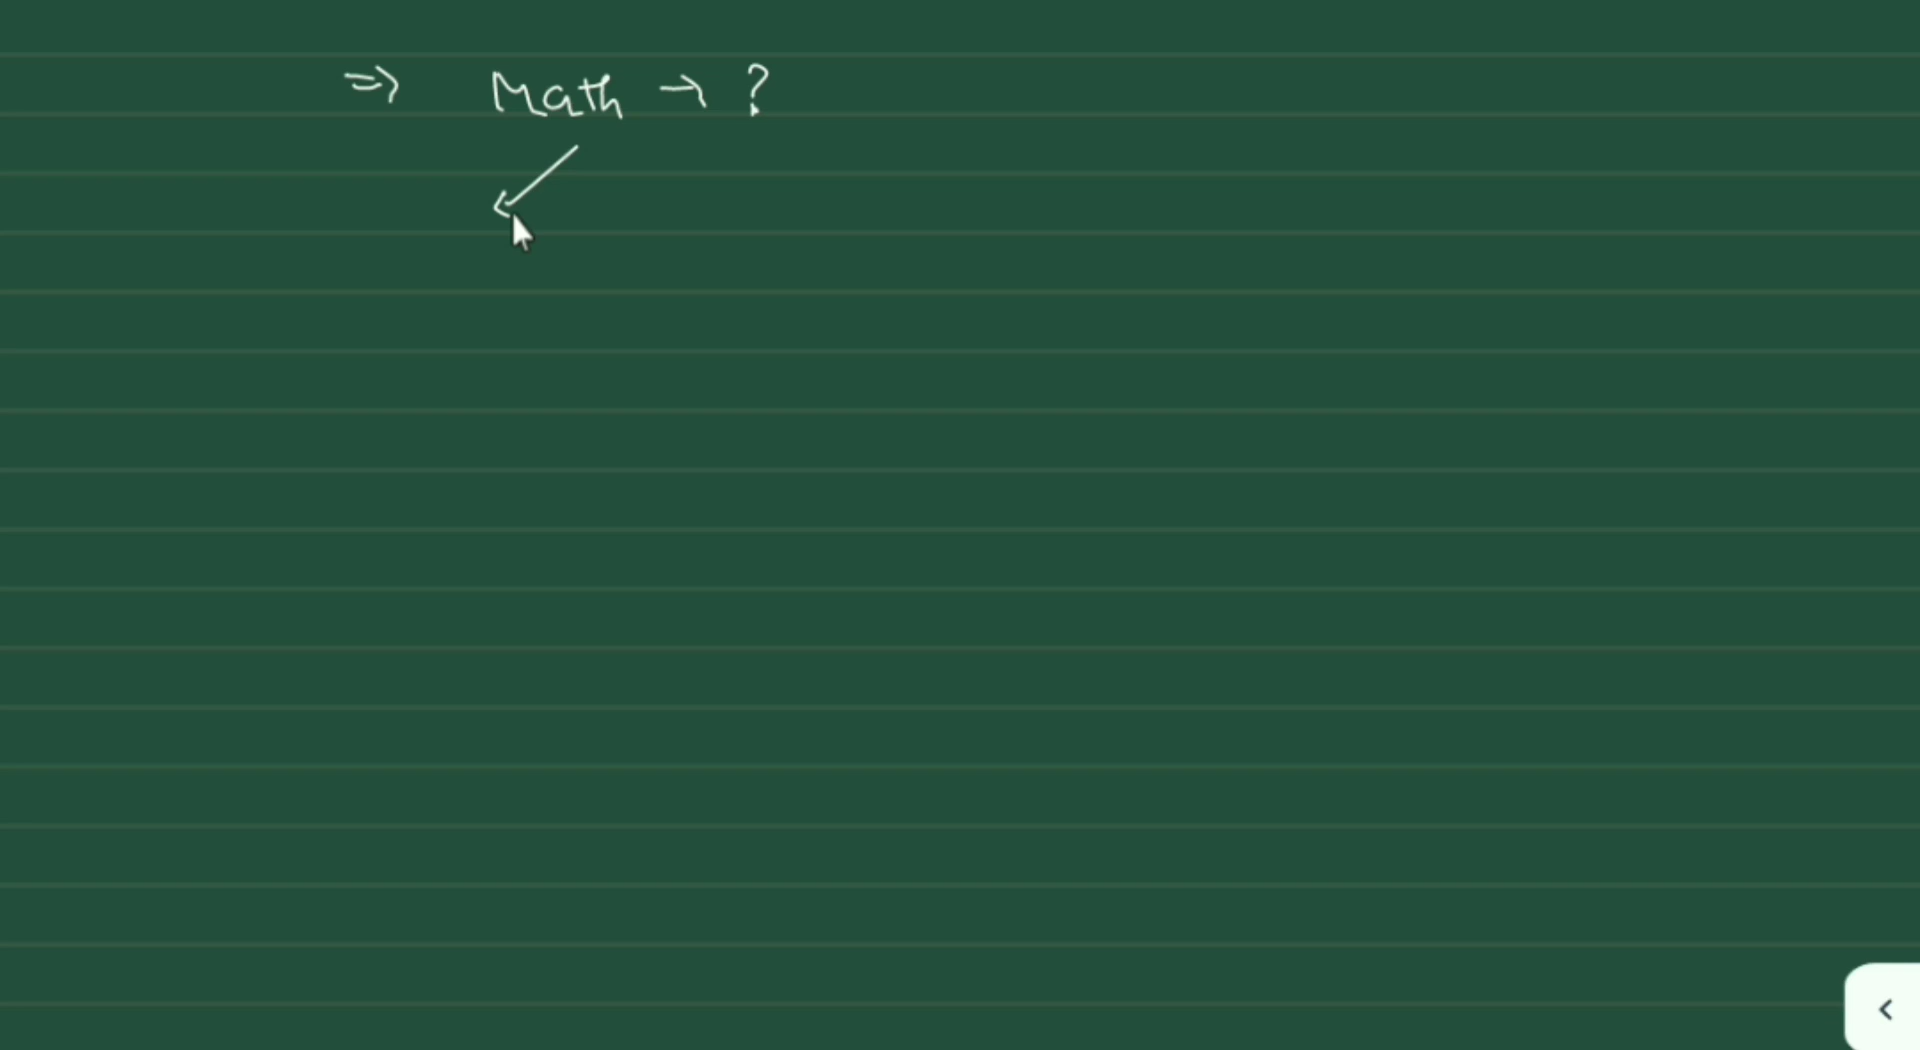 ⇒ Math → ?